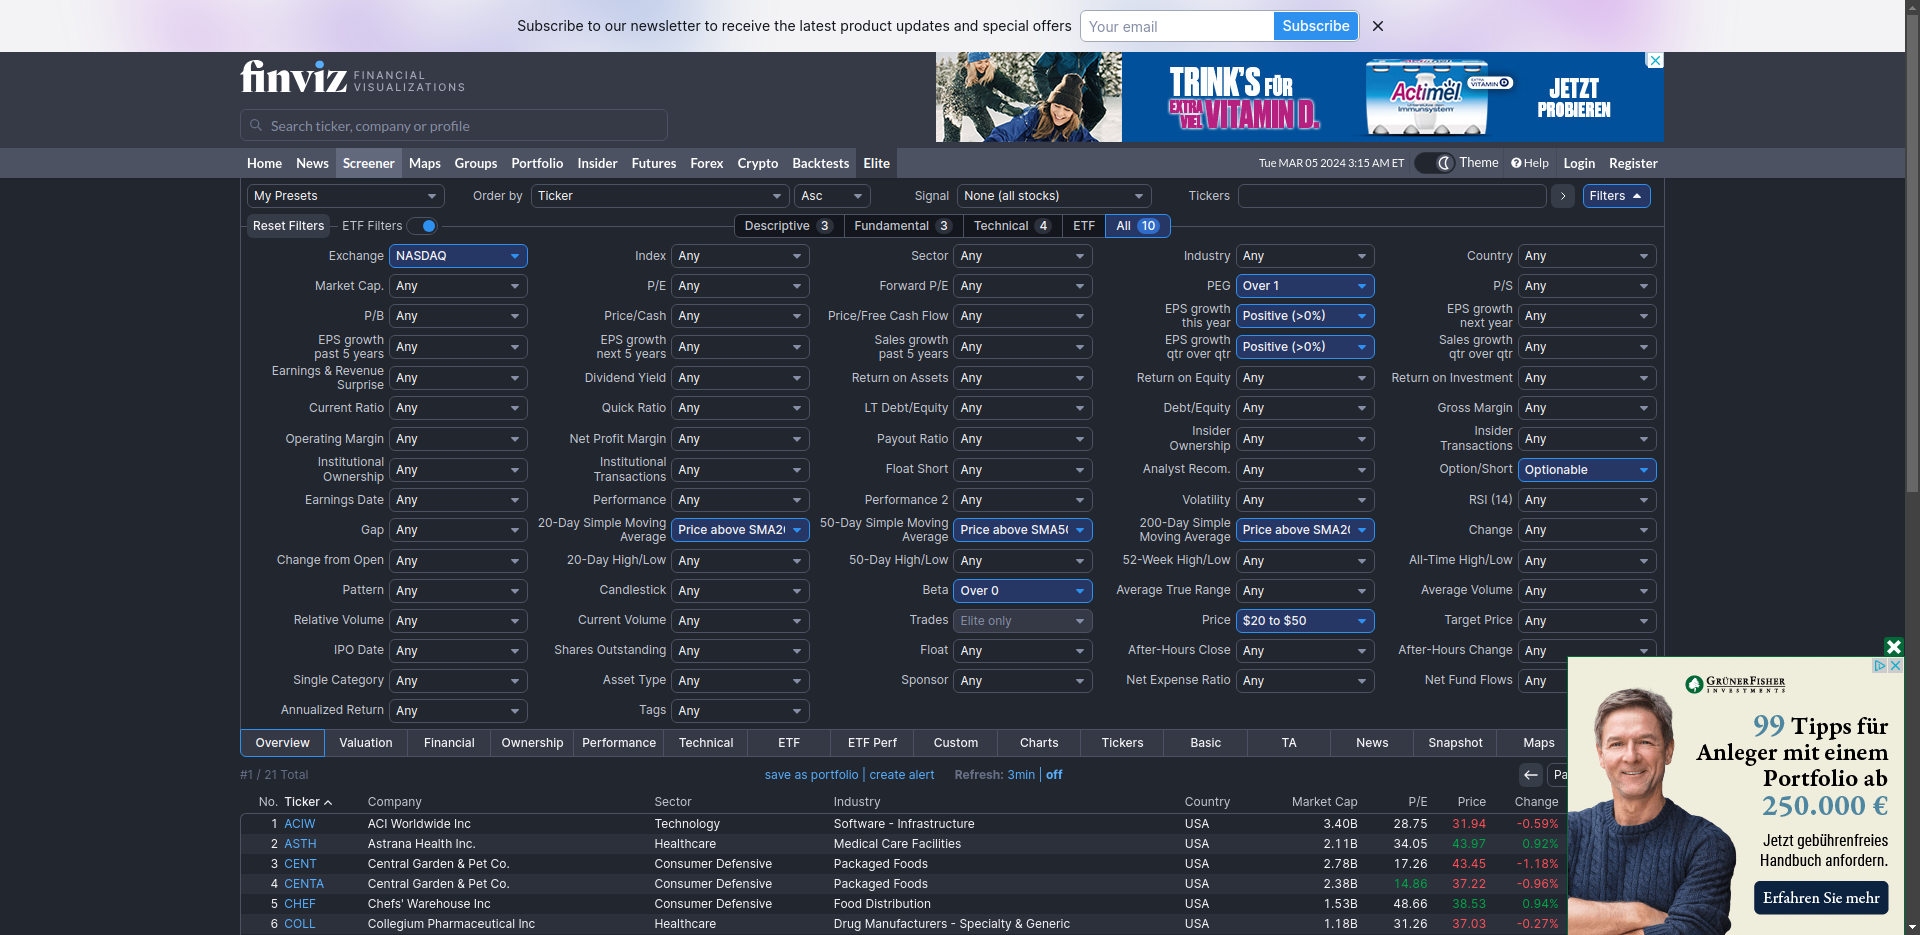 Subscribe to our newsletter to receive the latest product updates and special offers Your email Subscribe
finviz FINANCIAL VISUALIZATIONS
TRINK'S FÜR EXTRA VIEL VITAMIN D.
Actimel
VITAMIN D
JETZT PROBIEREN
Search ticker, company or profile
Home News Screener Maps Groups Portfolio Insider Futures Forex Crypto Backtests Elite Tue MAR 05 2024 3:15 AM ET Theme Help Login Register
My Presets Order by Ticker Asc Signal None (all stocks) Tickers > Filters
Reset Filters ETF Filters Descriptive 3 Fundamental 3 Technical 4 ETF All 10
Exchange NASDAQ Index Any Sector Any Industry Any Country Any
Market Cap. Any P/E Any Forward P/E Any PEG Over 1 P/S Any
P/B Any Price/Cash Any Price/Free Cash Flow Any EPS growth this year Positive (>0%) EPS growth next year Any
EPS growth past 5 years Any EPS growth next 5 years Any Sales growth past 5 years Any EPS growth qtr over qtr Positive (>0%) Sales growth qtr over qtr Any
Earnings & Revenue Surprise Any Dividend Yield Any Return on Assets Any Return on Equity Any Return on Investment Any
Current Ratio Any Quick Ratio Any LT Debt/Equity Any Debt/Equity Any Gross Margin Any
Operating Margin Any Net Profit Margin Any Payout Ratio Any Insider Ownership Any Insider Transactions Any
Institutional Ownership Any Institutional Transactions Any Float Short Any Analyst Recom. Any Option/Short Optionable
Earnings Date Any Performance Any Performance 2 Any Volatility Any RSI (14) Any
Gap Any 20-Day Simple Moving Average Price above SMA2 50-Day Simple Moving Average Price above SMA50 200-Day Simple Moving Average Price above SMA20 Change Any
Change from Open Any 20-Day High/Low Any 50-Day High/Low Any 52-Week High/Low Any All-Time High/Low Any
Pattern Any Candlestick Any Beta Over 0 Average True Range Any Average Volume Any
Relative Volume Any Current Volume Any Trades Elite only Price $20 to $50 Target Price Any
IPO Date Any Shares Outstanding Any Float Any After-Hours Close Any After-Hours Change Any
Single Category Any Asset Type Any Sponsor Any Net Expense Ratio Any Net Fund Flows Any
Annualized Return Any Tags Any
Overview Valuation Financial Ownership Performance Technical ETF ETF Perf Custom Charts Tickers Basic TA News Snapshot Maps
#1 / 21 Total save as portfolio | create alert Refresh: 3min | off Pa
No. Ticker Company Sector Industry Country Market Cap P/E Price Change
1 ACIW ACI Worldwide Inc Technology Software - Infrastructure USA 3.40B 28.75 31.94 -0.59%
2 ASTH Astrana Health Inc. Healthcare Medical Care Facilities USA 2.11B 34.05 43.97 0.92%
3 CENT Central Garden & Pet Co. Consumer Defensive Packaged Foods USA 2.78B 17.26 43.45 -1.18%
4 CENTA Central Garden & Pet Co. Consumer Defensive Packaged Foods USA 2.38B 14.86 37.22 -0.96%
5 CHEF Chefs' Warehouse Inc Consumer Defensive Food Distribution USA 1.53B 48.66 38.53 0.94%
6 COLL Collegium Pharmaceutical Inc Healthcare Drug Manufacturers - Specialty & Generic USA 1.18B 31.26 37.03 -0.27%
GRÜNERFISHER
INVESTMENTS
99 Tipps für
Anleger mit einem
Portfolio ab
250.000 €
Jetzt gebührenfreies
Handbuch anfordern.
Erfahren Sie mehr